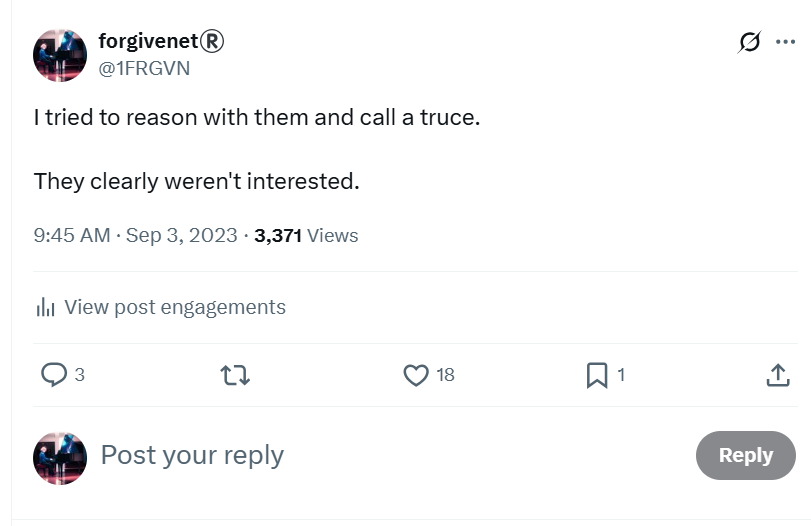 forgivenet®
@1FRGVN
I tried to reason with them and call a truce.
They clearly weren't interested.
9:45 AM · Sep 3, 2023 · 3,371 Views
View post engagements
3 18 1
Post your reply Reply